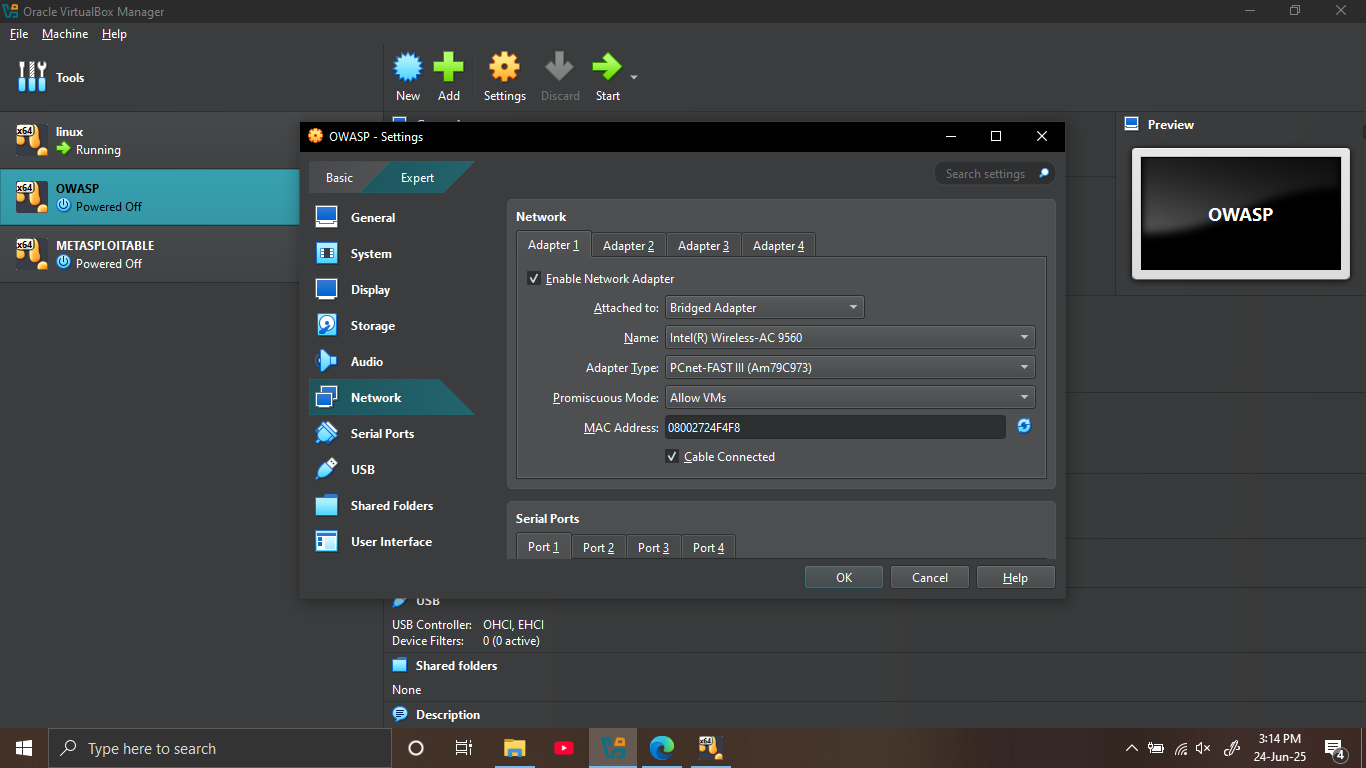 Oracle VirtualBox Manager
File Machine Help
Tools
New Add Settings Discard Start
x64 linux
Running
x64 OWASP
Powered Off
x64 METASPLOITABLE
Powered Off
Preview
OWASP
OWASP - Settings
Basic Expert
Search settings
General
System
Display
Storage
Audio
Network
Serial Ports
USB
Shared Folders
User Interface
Network
Adapter 1 Adapter 2 Adapter 3 Adapter 4
Enable Network Adapter
Attached to: Bridged Adapter
Name: Intel(R) Wireless-AC 9560
Adapter Type: PCnet-FAST III (Am79C973)
Promiscuous Mode: Allow VMs
MAC Address: 08002724F4F8
Cable Connected
Serial Ports
Port 1 Port 2 Port 3 Port 4
OK Cancel Help
USB
USB Controller: OHCI, EHCI
Device Filters: 0 (0 active)
Shared folders
None
Description
Type here to search
x64
3:14 PM
24-Jun-25
4